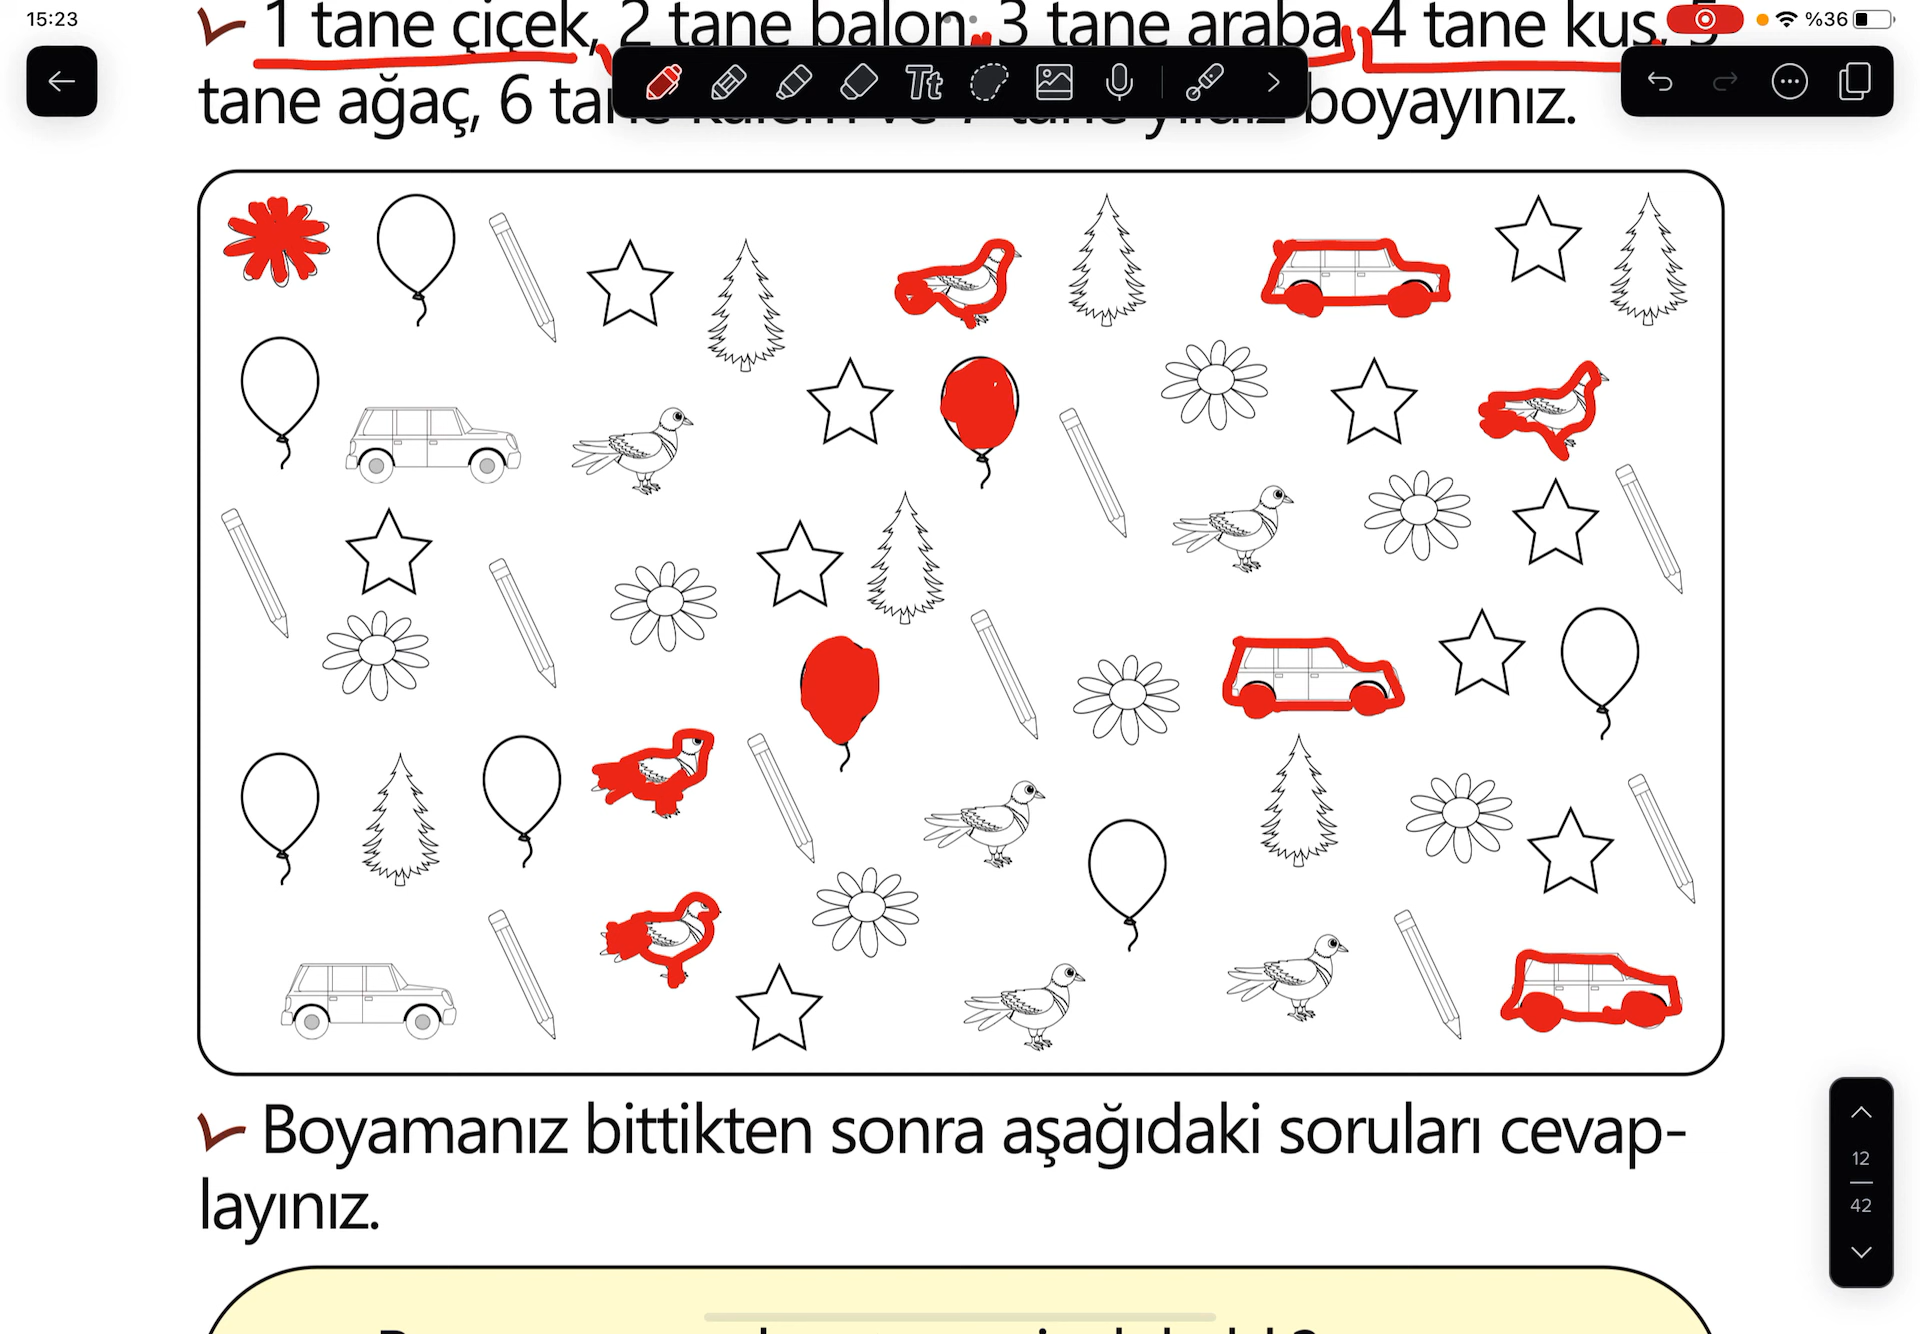 15:23
%36
1 tane çiçek, 2 tane balon, 3 tane araba, 4 tane kuş, 5
tane ağaç, 6 boyayınız.
Tt
Boyamanız bittikten sonra aşağıdaki soruları cevap-
layınız.
12
42